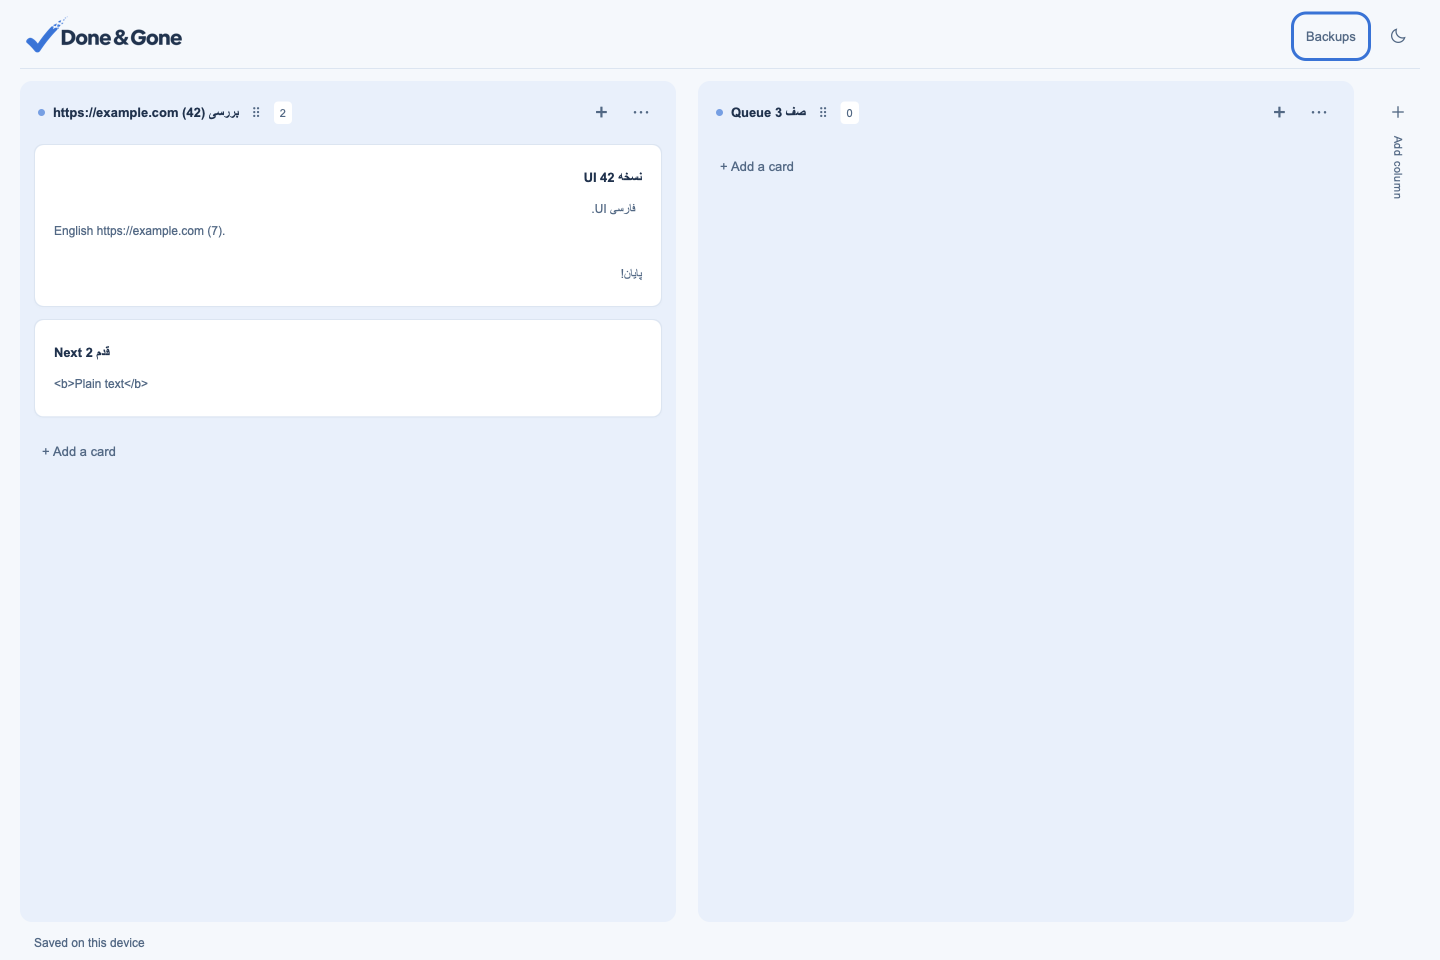 Done & Gone
Backups
https://example.com (42) بررسی
2
نسخه 42 UI
فارسی UI.
English https://example.com (7).
پایان!
Next 2 قدم
<b>Plain text</b>
+ Add a card
Queue 3 صف
0
+ Add a card
Add column
Saved on this device